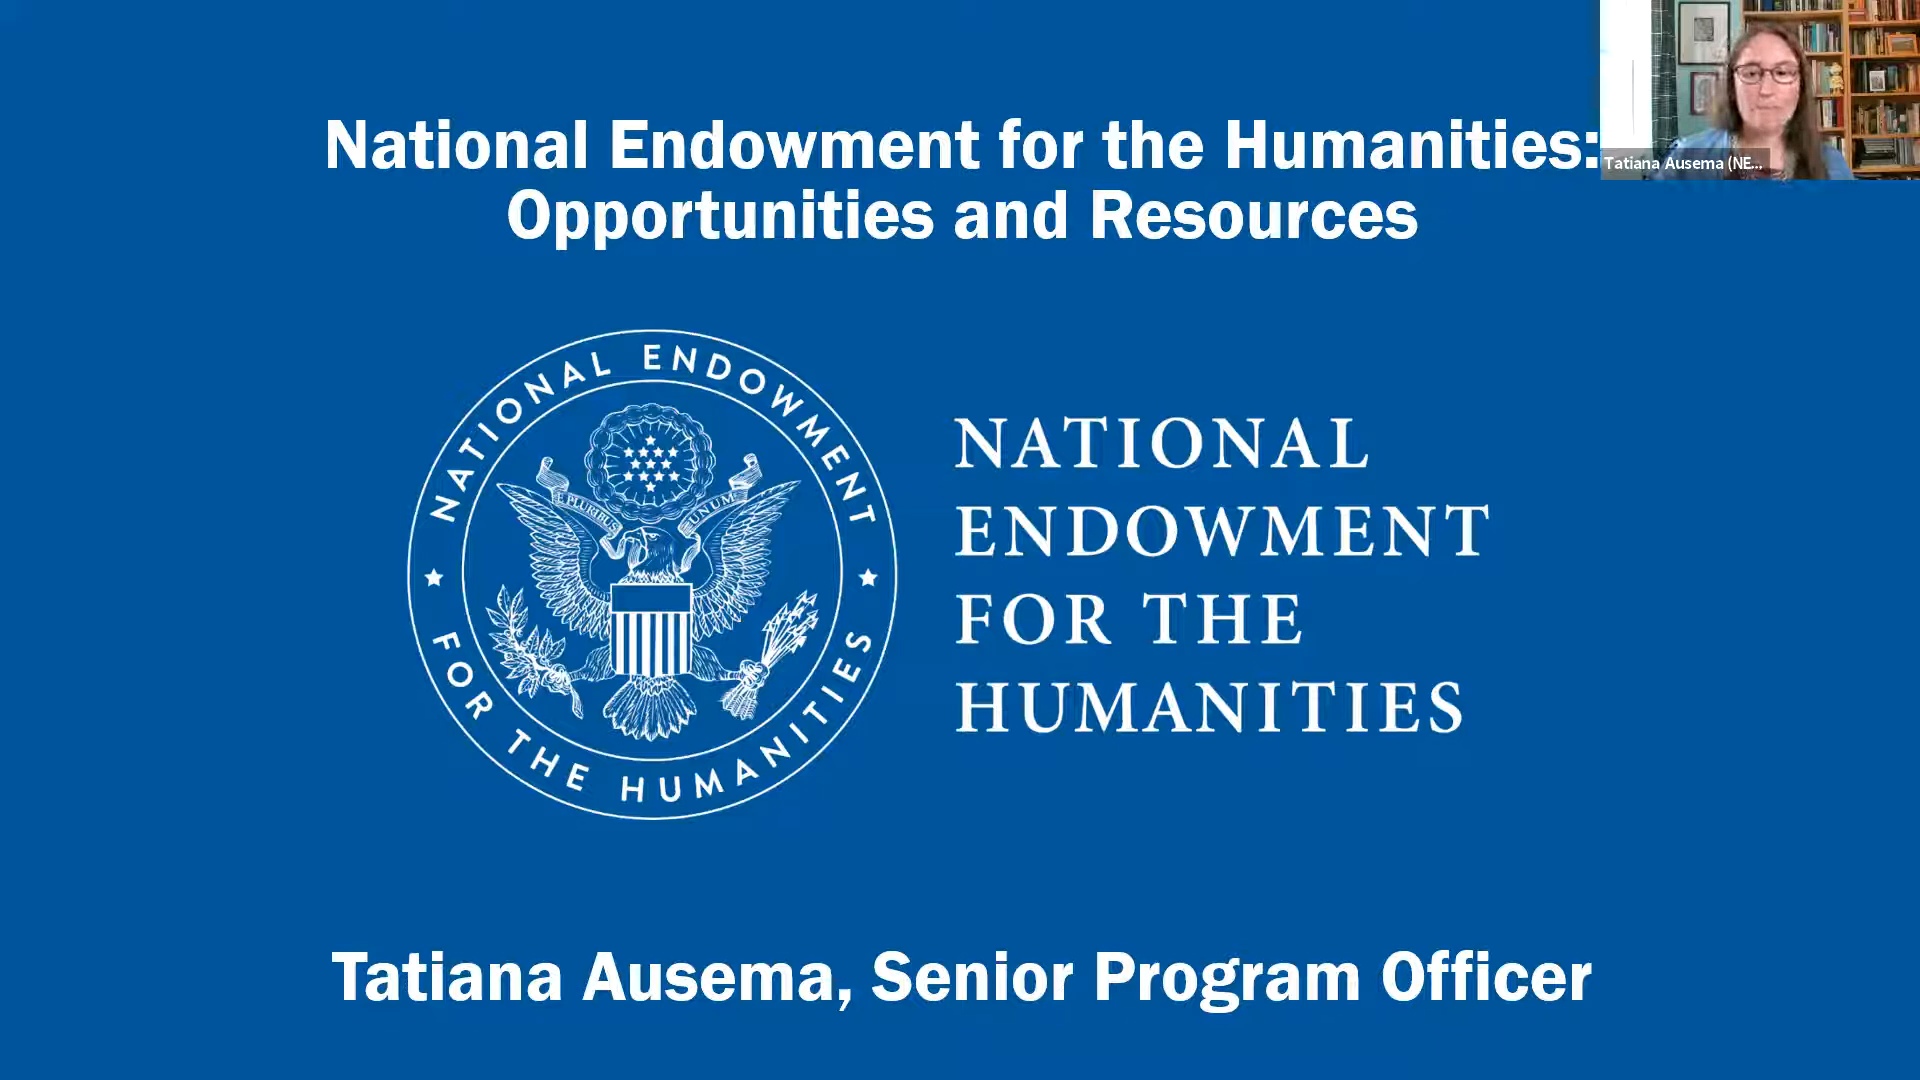 National Endowment for the Humanities:
Opportunities and Resources
Tatiana Ausema (NE...
NATIONAL ENDOWMENT
FOR THE HUMANITIES
E PLURIBUS UNUM
NATIONAL
ENDOWMENT
FOR THE
HUMANITIES
Tatiana Ausema, Senior Program Officer